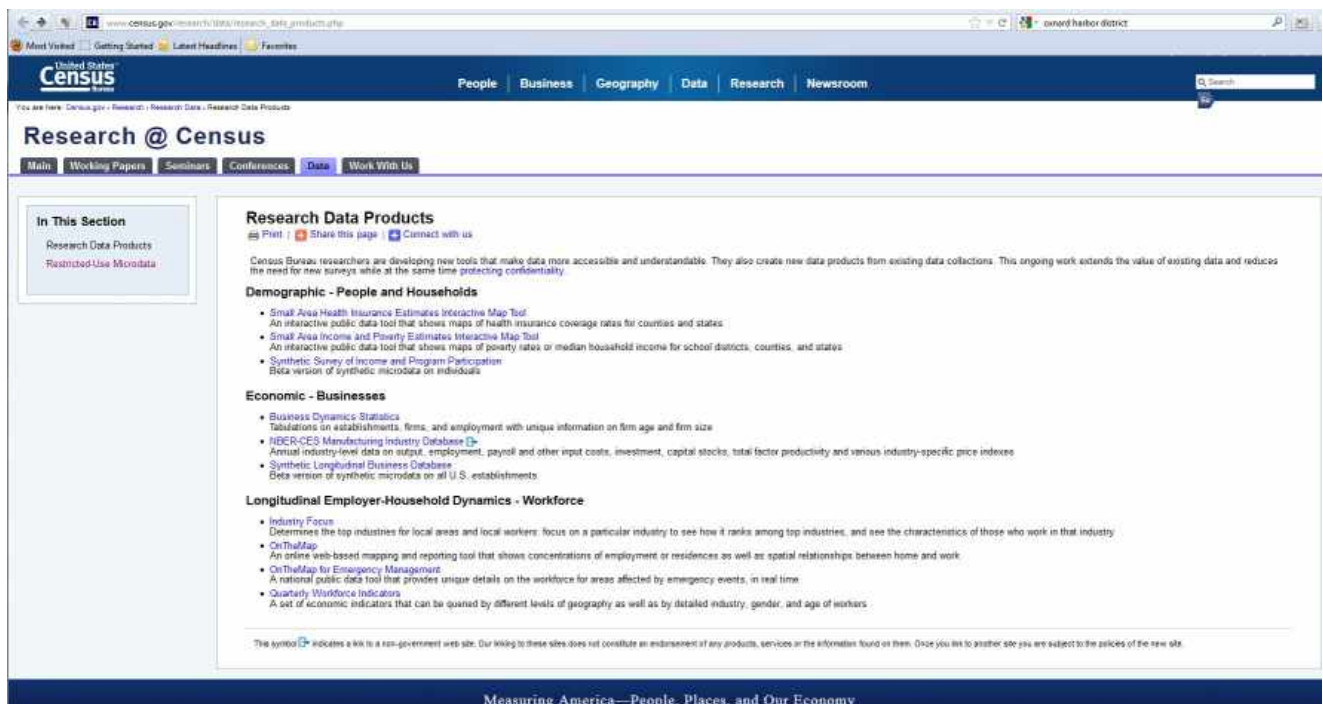 www.census.gov/research/data/research_data_products.php
oxnard harbor district
Most Visited Getting Started Latest Headlines Favorites
United States™
Census
Bureau
People Business Geography Data Research Newsroom
Search
Go
You are here: Census.gov › Research › Research Data › Research Data Products
Research @ Census
Main Working Papers Seminars Conferences Data Work With Us
In This Section
Research Data Products
Restricted-Use Microdata
Research Data Products
Print | Share this page | Connect with us
Census Bureau researchers are developing new tools that make data more accessible and understandable. They also create new data products from existing data collections. This ongoing work extends the value of existing data and reduces
the need for new surveys while at the same time protecting confidentiality.
Demographic - People and Households
• Small Area Health Insurance Estimates Interactive Map Tool
An interactive public data tool that shows maps of health insurance coverage rates for counties and states
• Small Area Income and Poverty Estimates Interactive Map Tool
An interactive public data tool that shows maps of poverty rates or median household income for school districts, counties, and states
• Synthetic Survey of Income and Program Participation
Beta version of synthetic microdata on individuals
Economic - Businesses
• Business Dynamics Statistics
Tabulations on establishments, firms, and employment with unique information on firm age and firm size
• NBER-CES Manufacturing Industry Database
Annual industry-level data on output, employment, payroll and other input costs, investment, capital stocks, total factor productivity and various industry-specific price indexes
• Synthetic Longitudinal Business Database
Beta version of synthetic microdata on all U.S. establishments
Longitudinal Employer-Household Dynamics - Workforce
• Industry Focus
Determines the top industries for local areas and local workers: focus on a particular industry to see how it ranks among top industries, and see the characteristics of those who work in that industry
• OnTheMap
An online web-based mapping and reporting tool that shows concentrations of employment or residences as well as spatial relationships between home and work
• OnTheMap for Emergency Management
A national public data tool that provides unique details on the workforce for areas affected by emergency events, in real time
• Quarterly Workforce Indicators
A set of economic indicators that can be queried by different levels of geography as well as by detailed industry, gender, and age of workers
This symbol indicates a link to a non-government web site. Our linking to these sites does not constitute an endorsement of any products, services or the information found on them. Once you link to another site you are subject to the policies of the new site.
Measuring America—People, Places, and Our Economy